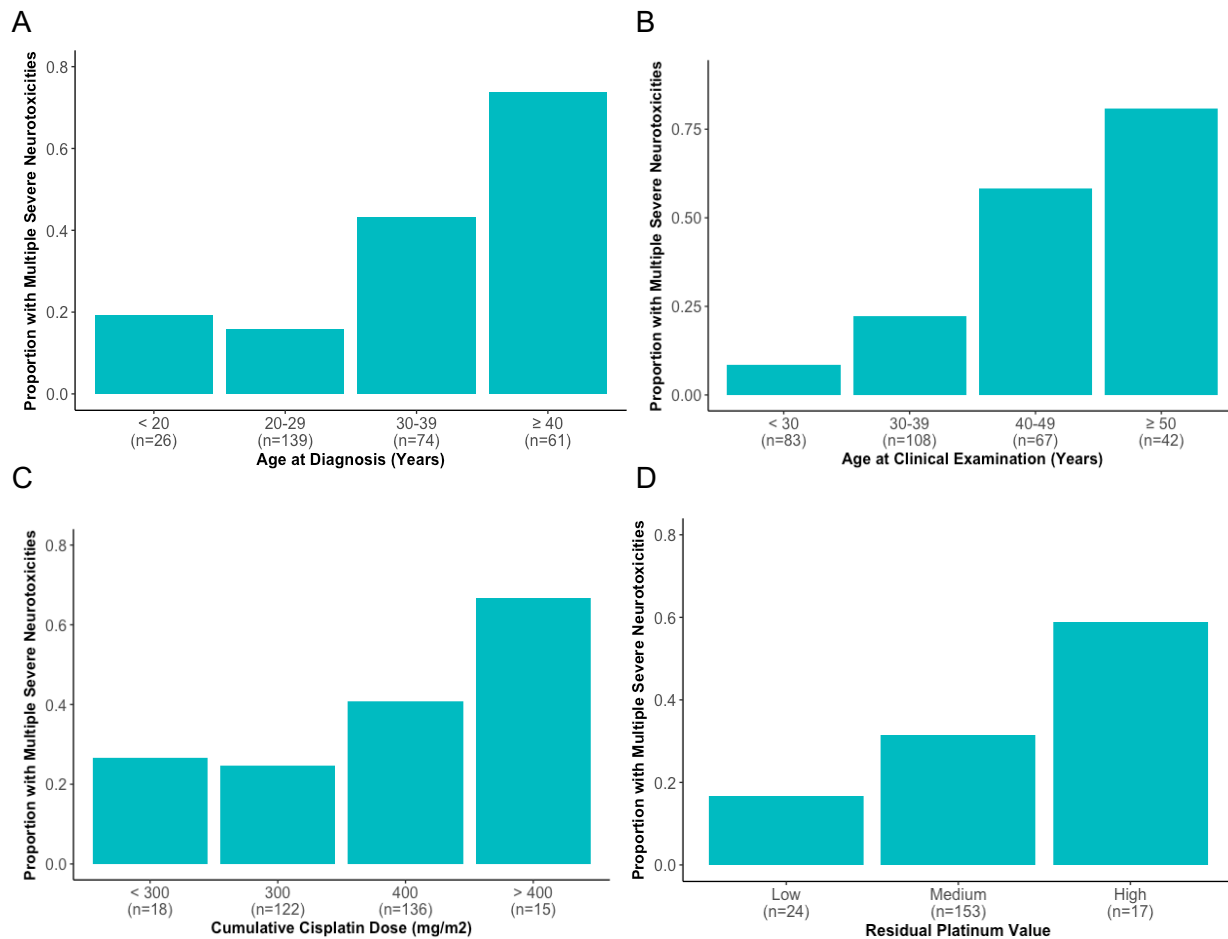 A
Proportion with Multiple Severe Neurotoxicities
0.8
0.6
0.4
0.2
0.0
< 20 20-29 30-39 ≥ 40
(n=26) (n=139) (n=74) (n=61)
Age at Diagnosis (Years)
B
Proportion with Multiple Severe Neurotoxicities
0.75
0.50
0.25
0.00
< 30 30-39 40-49 ≥ 50
(n=83) (n=108) (n=67) (n=42)
Age at Clinical Examination (Years)
C
Proportion with Multiple Severe Neurotoxicities
0.8
0.6
0.4
0.2
0.0
< 300 300 400 > 400
(n=18) (n=122) (n=136) (n=15)
Cumulative Cisplatin Dose (mg/m2)
D
Proportion with Multiple Severe Neurotoxicities
0.8
0.6
0.4
0.2
0.0
Low Medium High
(n=24) (n=153) (n=17)
Residual Platinum Value